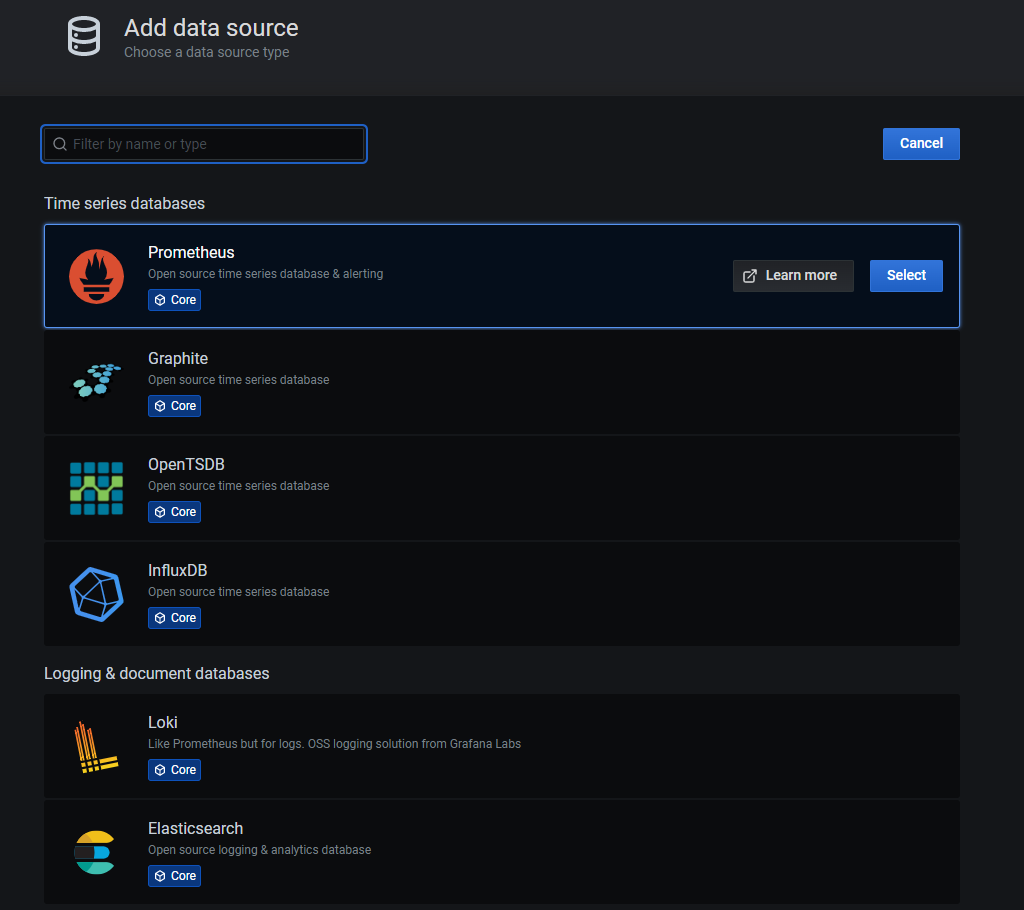 Add data source
Choose a data source type
Filter by name or type
Cancel
Time series databases
Prometheus
Open source time series database & alerting
Core
Learn more
Select
Graphite
Open source time series database
Core
OpenTSDB
Open source time series database
Core
InfluxDB
Open source time series database
Core
Logging & document databases
Loki
Like Prometheus but for logs. OSS logging solution from Grafana Labs
Core
Elasticsearch
Open source logging & analytics database
Core